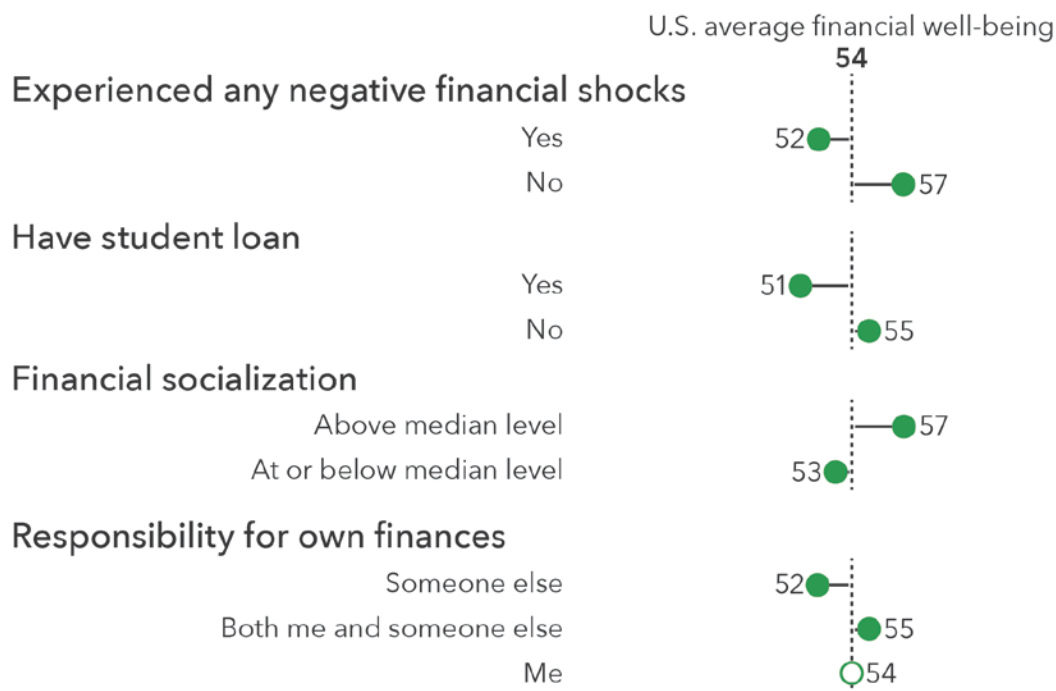 U.S. average financial well-being
54
Experienced any negative financial shocks
Yes 52
No 57
Have student loan
Yes 51
No 55
Financial socialization
Above median level 57
At or below median level 53
Responsibility for own finances
Someone else 52
Both me and someone else 55
Me 54